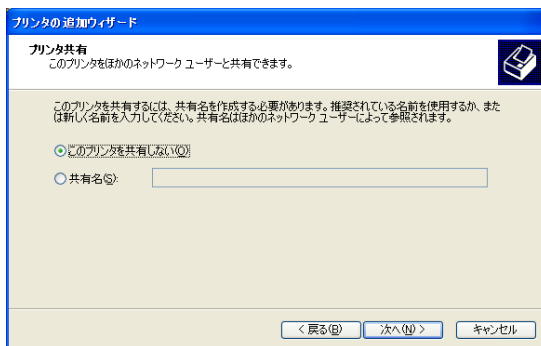 プリンタの追加ウィザード
プリンタ共有
このプリンタをほかのネットワーク ユーザーと共有できます。
このプリンタを共有するには、共有名を作成する必要があります。推奨されている名前を使用するか、また
は新しく名前を入力してください。共有名はほかのネットワーク ユーザーによって参照されます。
このプリンタを共有しない(O)
共有名(S):
< 戻る(B) 次へ(N) > キャンセル